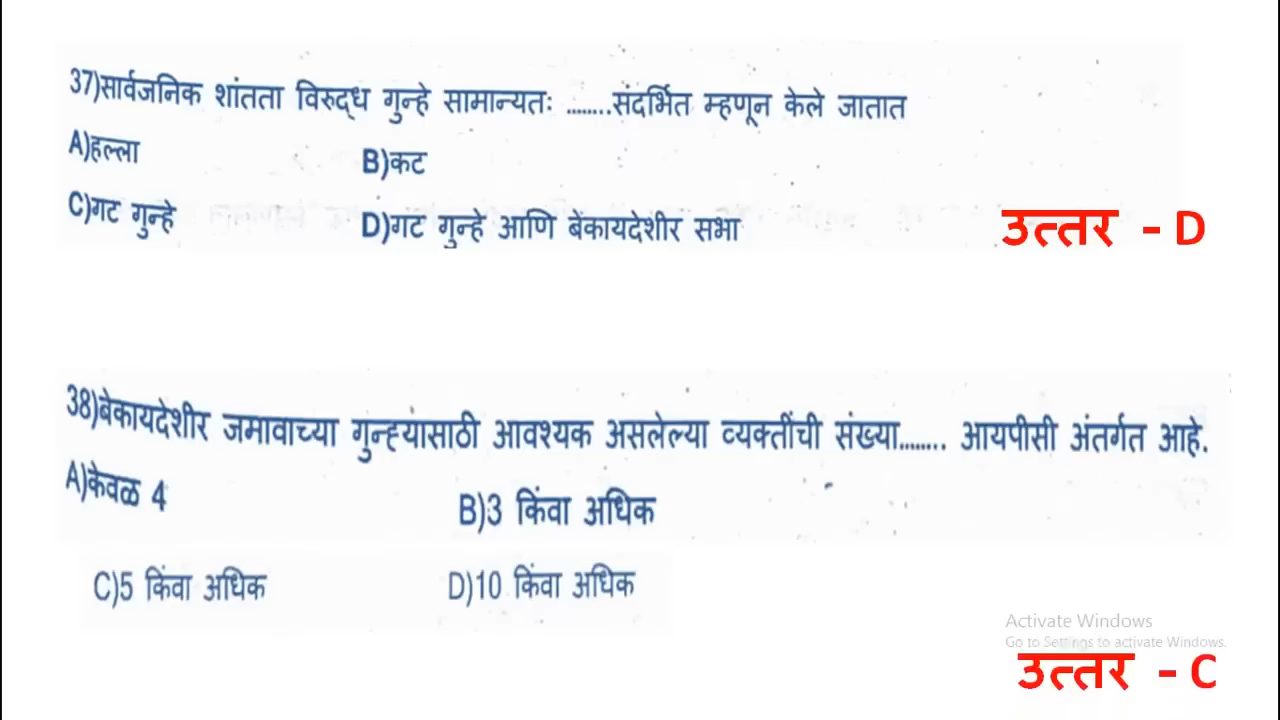 37)सार्वजनिक शांतता विरुद्ध गुन्हे सामान्यतः ........संदर्भित म्हणून केले जातात
A)हल्ला B)कट
C)गट गुन्हे D)गट गुन्हे आणि बेकायदेशीर सभा
उत्तर - D
38)बेकायदेशीर जमावाच्या गुन्ह्यासाठी आवश्यक असलेल्या व्यक्तींची संख्या........ आयपीसी अंतर्गत आहे.
A)केवळ 4 B)3 किंवा अधिक
C)5 किंवा अधिक D)10 किंवा अधिक
Activate Windows
Go to Settings to activate Windows.
उत्तर - C